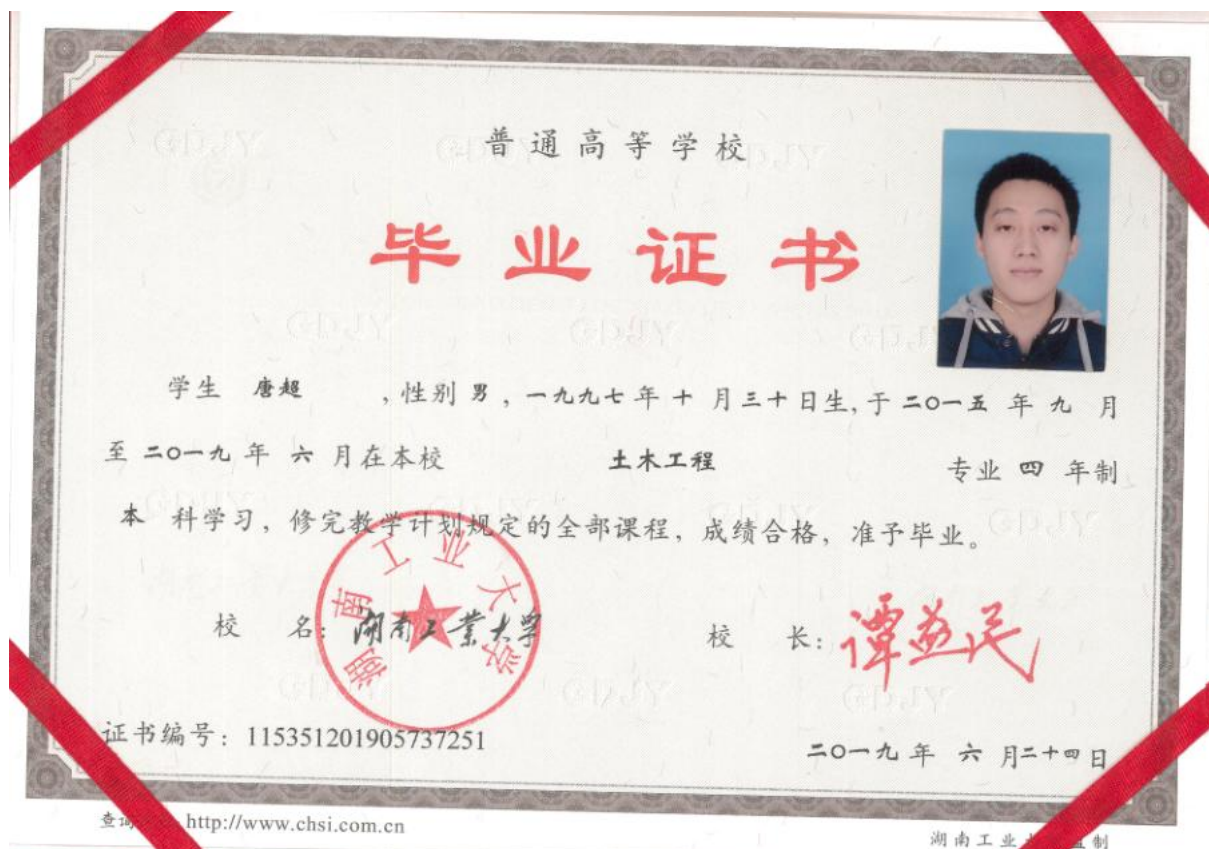 普通高等学校
毕业证书
学生 唐超 ，性别 男 ，一九九七 年 十 月 三十 日生，于 二〇一五 年 九 月
至 二〇一九 年 六 月在本校 土木工程 专业 四 年制
本 科学习，修完教学计划规定的全部课程，成绩合格，准予毕业。
湖南工业大学
校 名：湖南工業大学 校 长：谭益民
证书编号：115351201905737251 二〇一九 年 六 月二十四日
http://www.chsi.com.cn
湖南工业 制